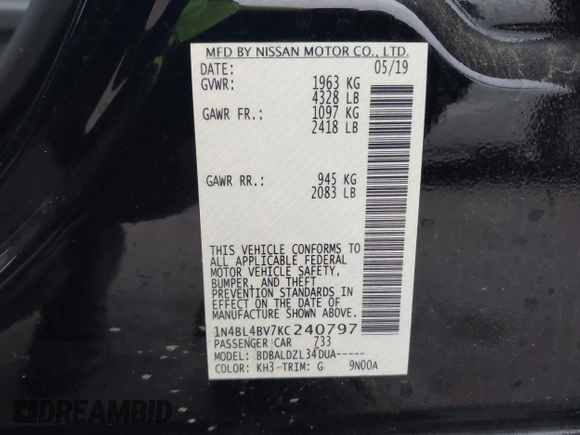 MFD BY NISSAN MOTOR CO., LTD.
DATE: 05/19
GVWR: 1963 KG
4328 LB
GAWR FR.: 1097 KG
2418 LB
GAWR RR.: 945 KG
2083 LB
THIS VEHICLE CONFORMS TO
ALL APPLICABLE FEDERAL
MOTOR VEHICLE SAFETY,
BUMPER, AND THEFT
PREVENTION STANDARDS IN
EFFECT ON THE DATE OF
MANUFACTURE SHOWN ABOVE.
1N4BL4BV7KC240797
PASSENGER CAR 733
MODEL: BDBALDZL34DUA-----
COLOR: KH3 TRIM: G 9N00A
DREAMBID